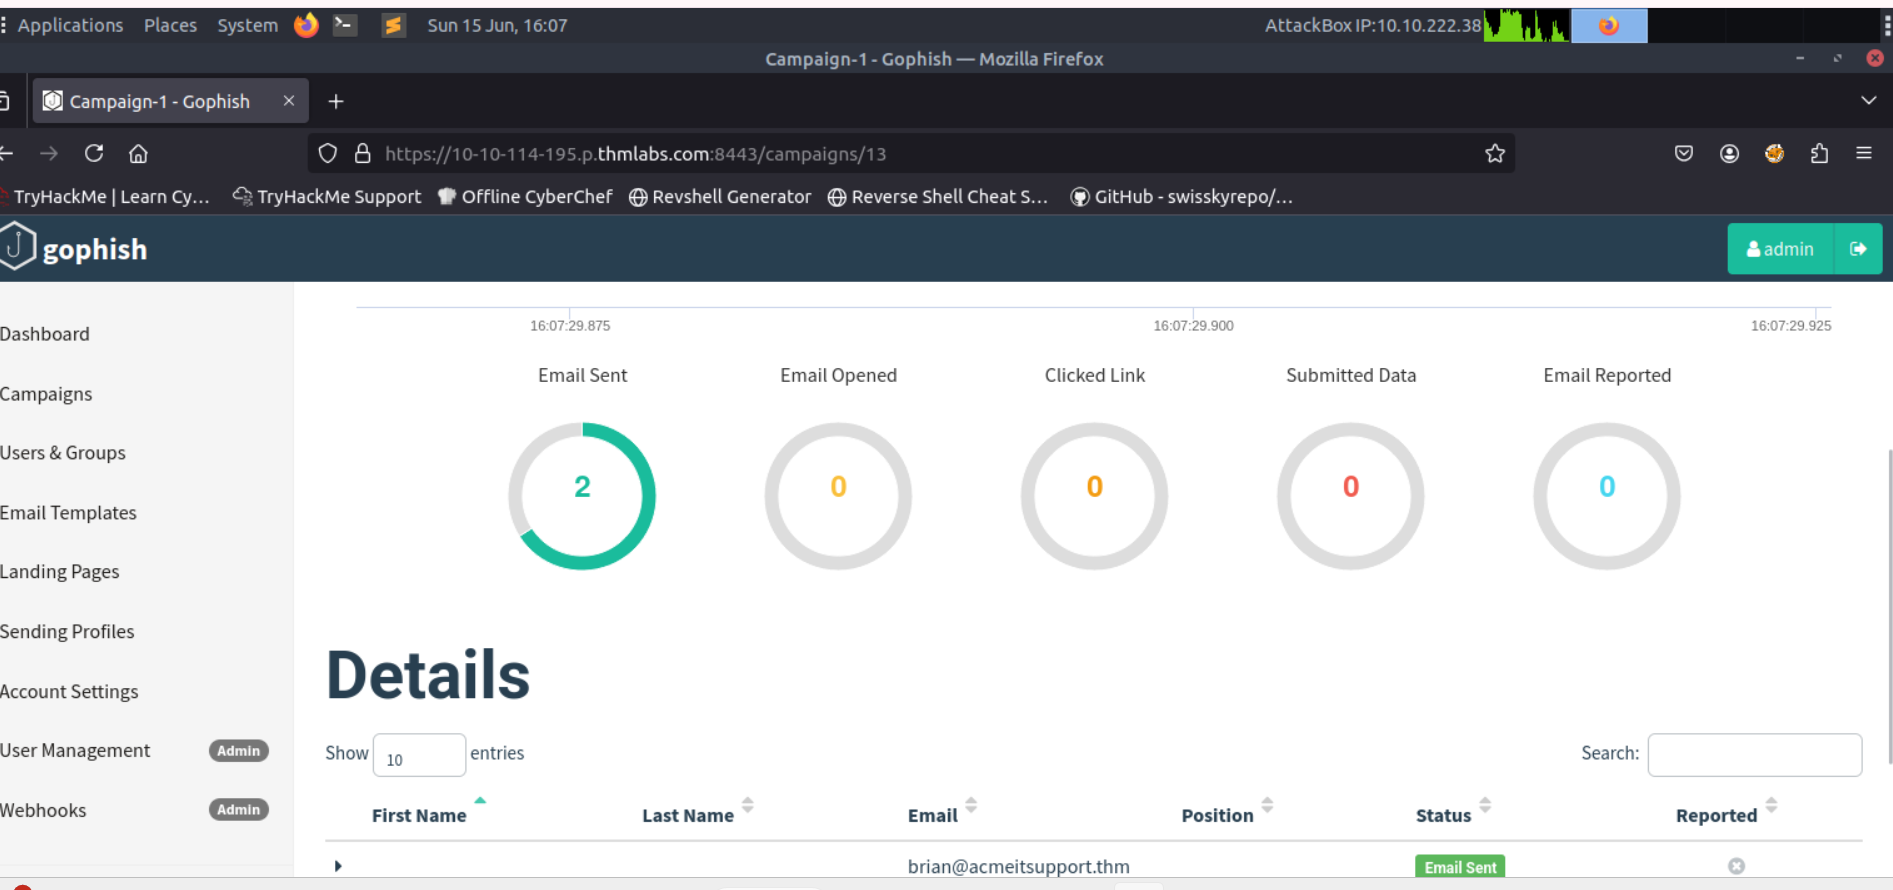 Applications Places System Sun 15 Jun, 16:07 AttackBox IP:10.10.222.38
Campaign-1 - Gophish — Mozilla Firefox
Campaign-1 - Gophish
https://10-10-114-195.p.thmlabs.com:8443/campaigns/13
TryHackMe | Learn Cy... TryHackMe Support Offline CyberChef Revshell Generator Reverse Shell Cheat S... GitHub - swisskyrepo/...
gophish admin
Dashboard
Campaigns
Users & Groups
Email Templates
Landing Pages
Sending Profiles
Account Settings
User Management Admin
Webhooks Admin
16:07:29.875 16:07:29.900 16:07:29.925
Email Sent Email Opened Clicked Link Submitted Data Email Reported
2 0 0 0 0
Details
Show 10 entries Search:
First Name Last Name Email Position Status Reported
brian@acmeitsupport.thm Email Sent